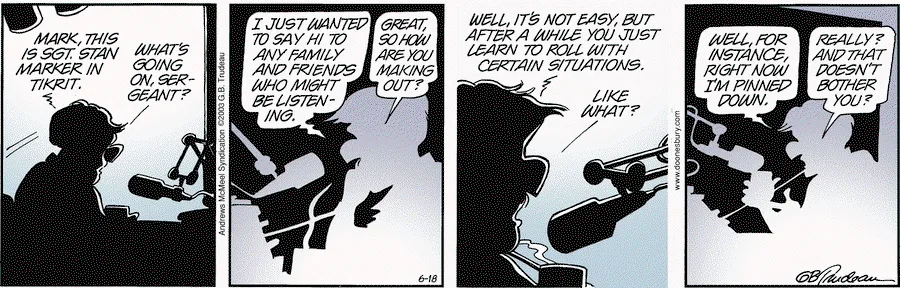 MARK, THIS
IS SGT. STAN
MARKER IN
TIKRIT.
WHAT'S
GOING
ON, SER-
GEANT?
Andrews McMeel Syndication ©2003 G.B. Trudeau
I JUST WANTED
TO SAY HI TO
ANY FAMILY
AND FRIENDS
WHO MIGHT
BE LISTEN-
ING.
GREAT,
SO HOW
ARE YOU
MAKING
OUT?
6-18
WELL, IT'S NOT EASY, BUT
AFTER A WHILE YOU JUST
LEARN TO ROLL WITH
CERTAIN SITUATIONS.
LIKE
WHAT?
www.doonesbury.com
WELL, FOR
INSTANCE,
RIGHT NOW
I'M PINNED
DOWN.
REALLY?
AND THAT
DOESN'T
BOTHER
YOU?
GBTrudeau